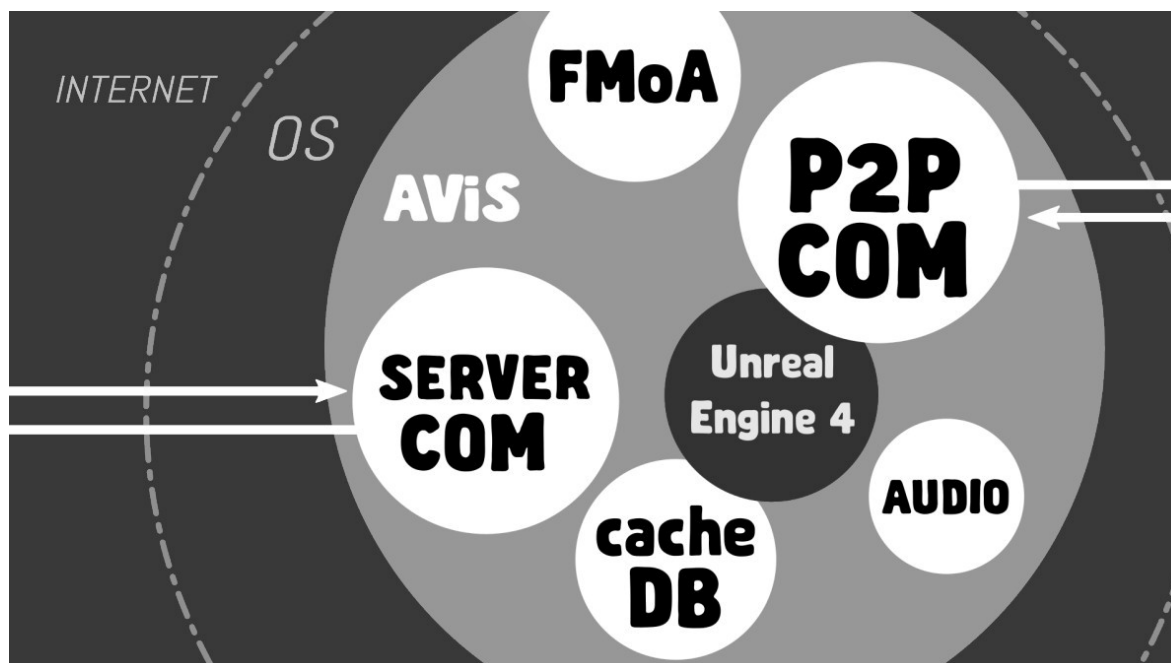 INTERNET
OS
FMoA
AViS
P2P
COM
SERVER
COM
Unreal
Engine 4
AUDIO
cache
DB